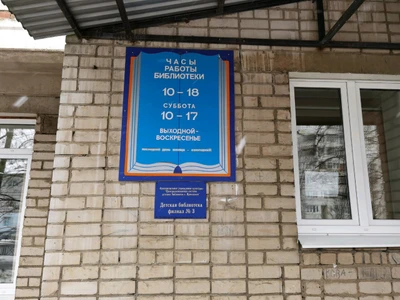 ЧАСЫ
РАБОТЫ
БИБЛИОТЕКИ
10-18
СУББОТА
10-17
ВЫХОДНОЙ-
ВОСКРЕСЕНЬЕ
Детская библиотека
филиал № 3